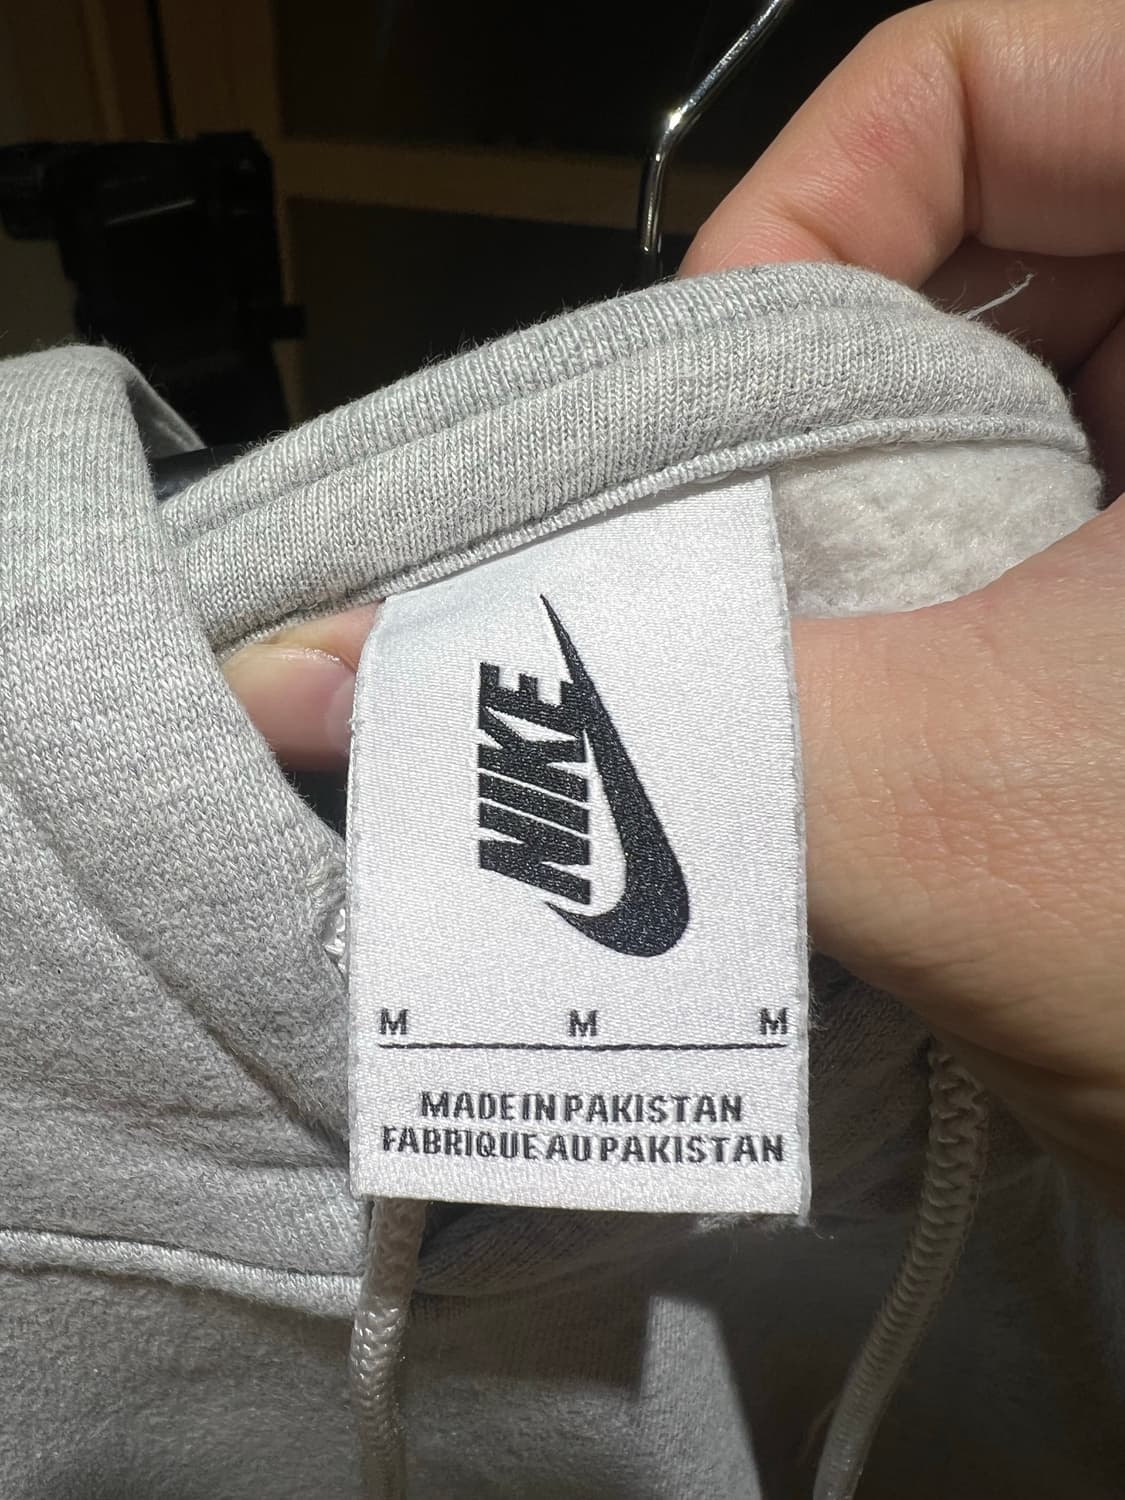 NIKE
M M M
MADE IN PAKISTAN
FABRIQUE AU PAKISTAN